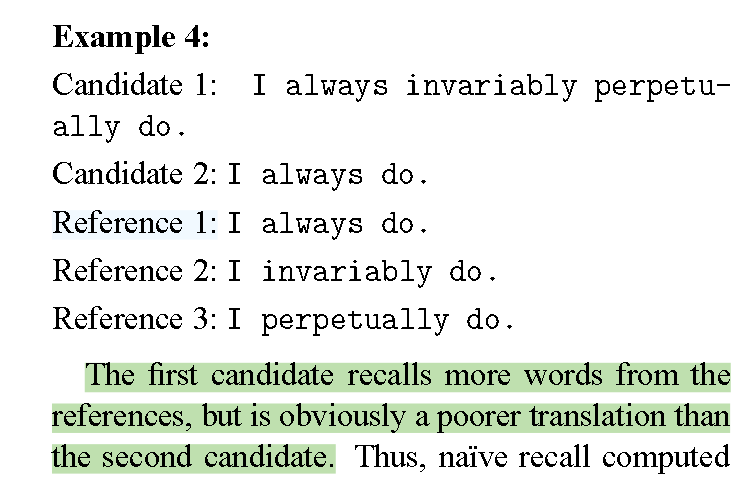 Example 4:
Candidate 1: I always invariably perpetu-
ally do.
Candidate 2: I always do.
Reference 1: I always do.
Reference 2: I invariably do.
Reference 3: I perpetually do.
The first candidate recalls more words from the
references, but is obviously a poorer translation than
the second candidate. Thus, naïve recall computed